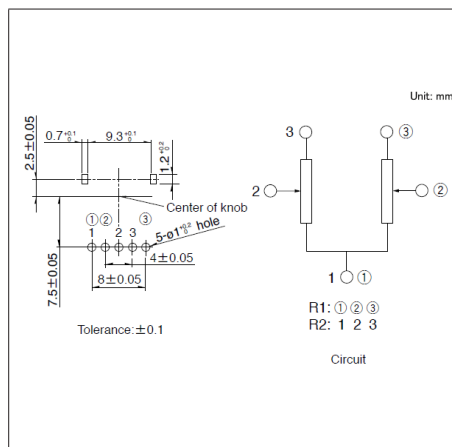 Unit: mm
0.7 +0.1 0
9.3 +0.1 0
1.2 +0.2 0
2.5±0.05
Center of knob
① ② ③
1 2 3
5-ø1 +0.2 0 hole
4±0.05
8±0.05
7.5±0.05
Tolerance:±0.1
3 ③
2 ②
1 ①
R1: ① ② ③
R2: 1 2 3
Circuit